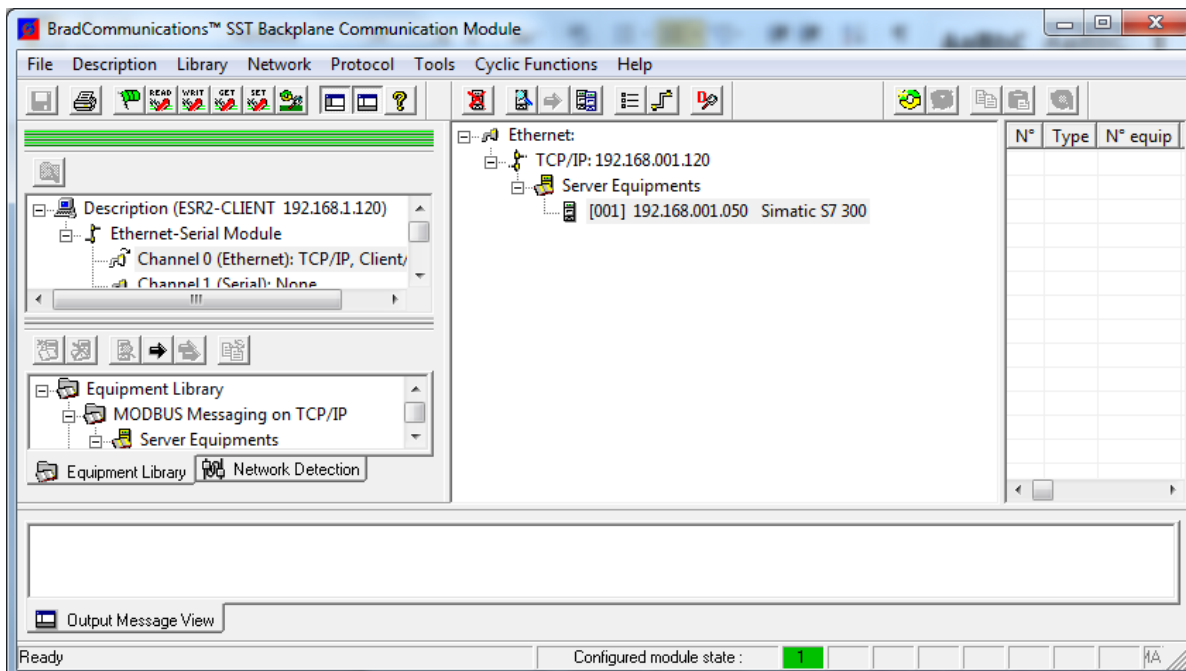 BradCommunications™ SST Backplane Communication Module
File Description Library Network Protocol Tools Cyclic Functions Help
READ WRIT GET SET
Description (ESR2-CLIENT 192.168.1.120)
Ethernet-Serial Module
Channel 0 (Ethernet): TCP/IP, Client/
Channel 1 (Serial): None
Equipment Library
MODBUS Messaging on TCP/IP
Server Equipments
Equipment Library Network Detection
Ethernet:
TCP/IP: 192.168.001.120
Server Equipments
[001] 192.168.001.050 Simatic S7 300
N° Type N° equip
Output Message View
Ready Configured module state : 1